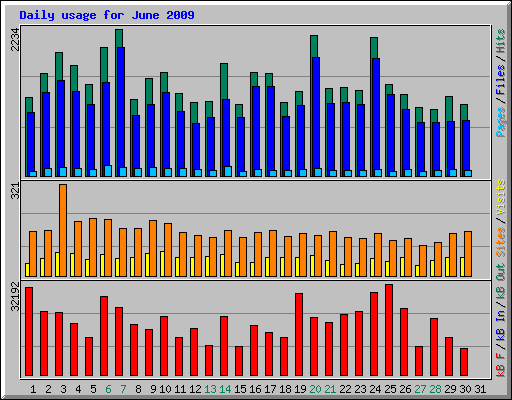 Daily usage for June 2009
2234
Pages / Files / Hits
321
Sites / Visits
32192
kB F / kB In / kB Out
1 2 3 4 5 6 7 8 9 10 11 12 13 14 15 16 17 18 19 20 21 22 23 24 25 26 27 28 29 30 31